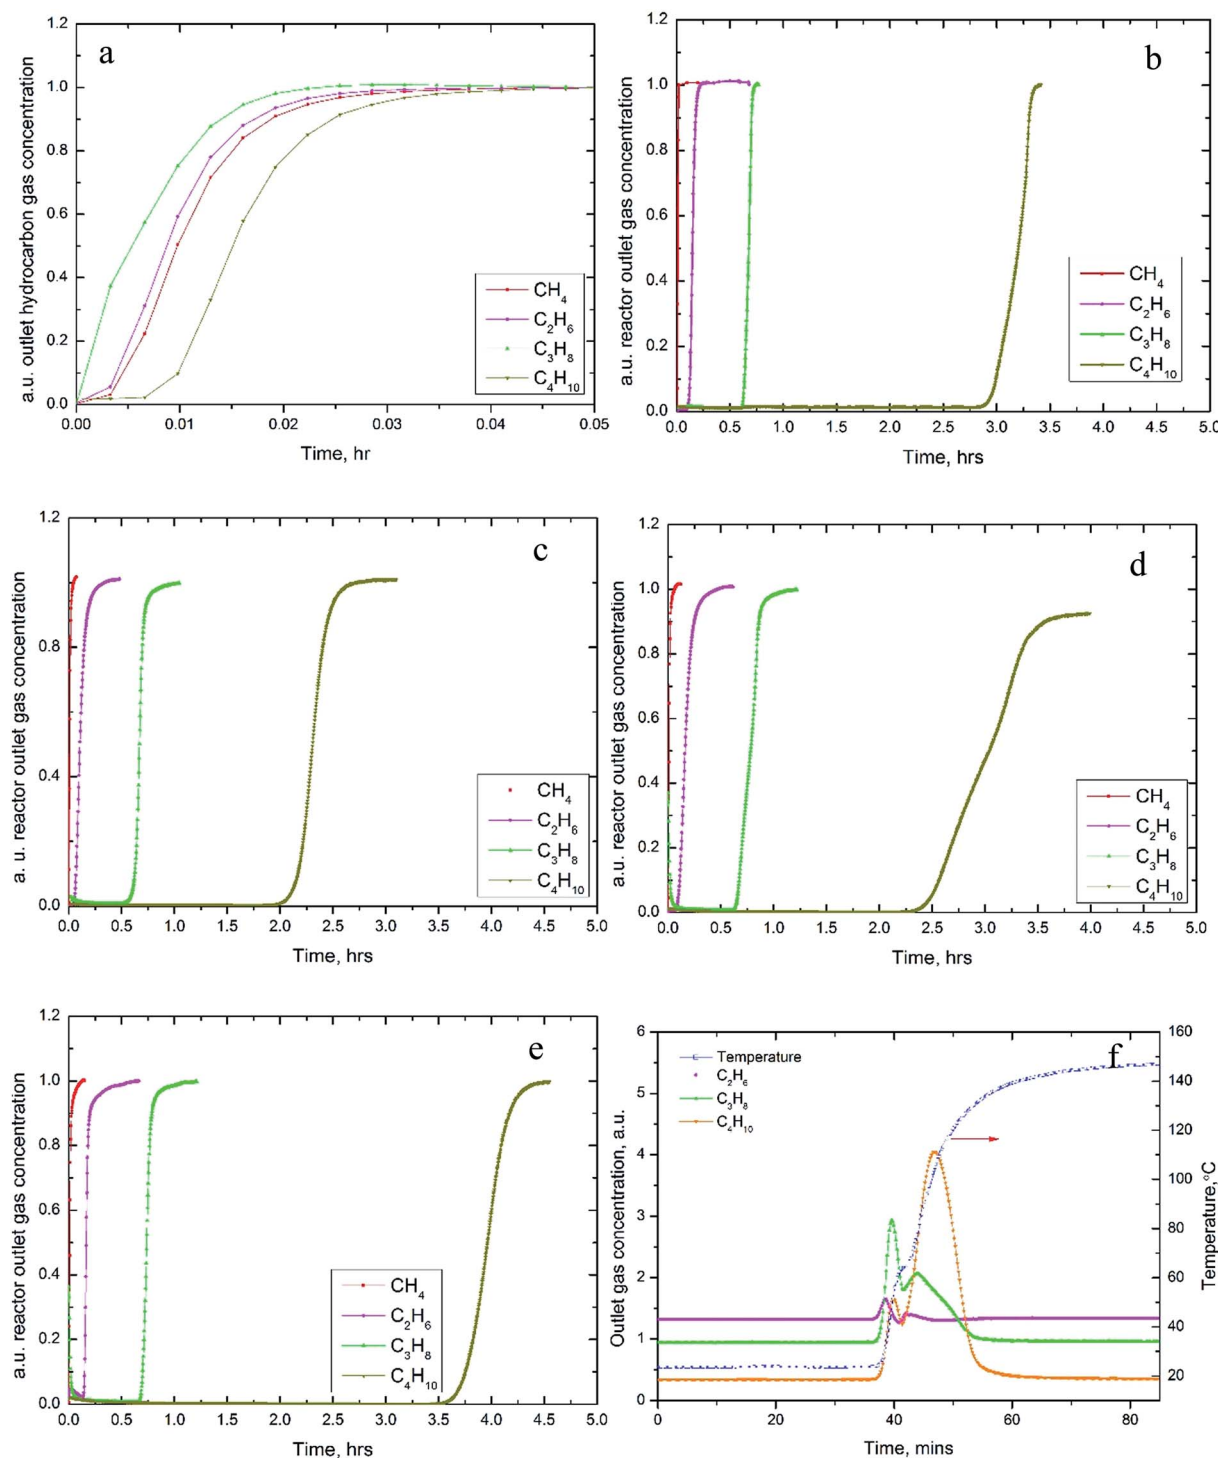 a
a.u. outlet hydrocarbon gas concentration
1.2
1.0
0.8
0.6
0.4
0.2
0.0
CH4
C2H6
C3H8
C4H10
0.00 0.01 0.02 0.03 0.04 0.05
Time, hr
b
a.u. reactor outlet gas concentration
1.2
1.0
0.8
0.6
0.4
0.2
0.0
CH4
C2H6
C3H8
C4H10
0.0 0.5 1.0 1.5 2.0 2.5 3.0 3.5 4.0 4.5 5.0
Time, hrs
c
a. u. reactor outlet gas concentration
1.2
0.8
0.4
0.0
CH4
C2H6
C3H8
C4H10
0.0 0.5 1.0 1.5 2.0 2.5 3.0 3.5 4.0 4.5 5.0
Time, hrs
d
a.u. reactor outlet gas concentration
1.2
1.0
0.8
0.6
0.4
0.2
0.0
CH4
C2H6
C3H8
C4H10
0.0 0.5 1.0 1.5 2.0 2.5 3.0 3.5 4.0 4.5 5.0
Time, hrs
e
a.u. reactor outlet gas concentration
1.2
1.0
0.8
0.6
0.4
0.2
0.0
CH4
C2H6
C3H8
C4H10
0.0 0.5 1.0 1.5 2.0 2.5 3.0 3.5 4.0 4.5 5.0
Time, hrs
f
Outlet gas concentration, a.u.
6
5
4
3
2
1
0
Temperature
C2H6
C3H8
C4H10
160
140
120
100
80
60
40
20
Temperature,°C
0 20 40 60 80
Time, mins